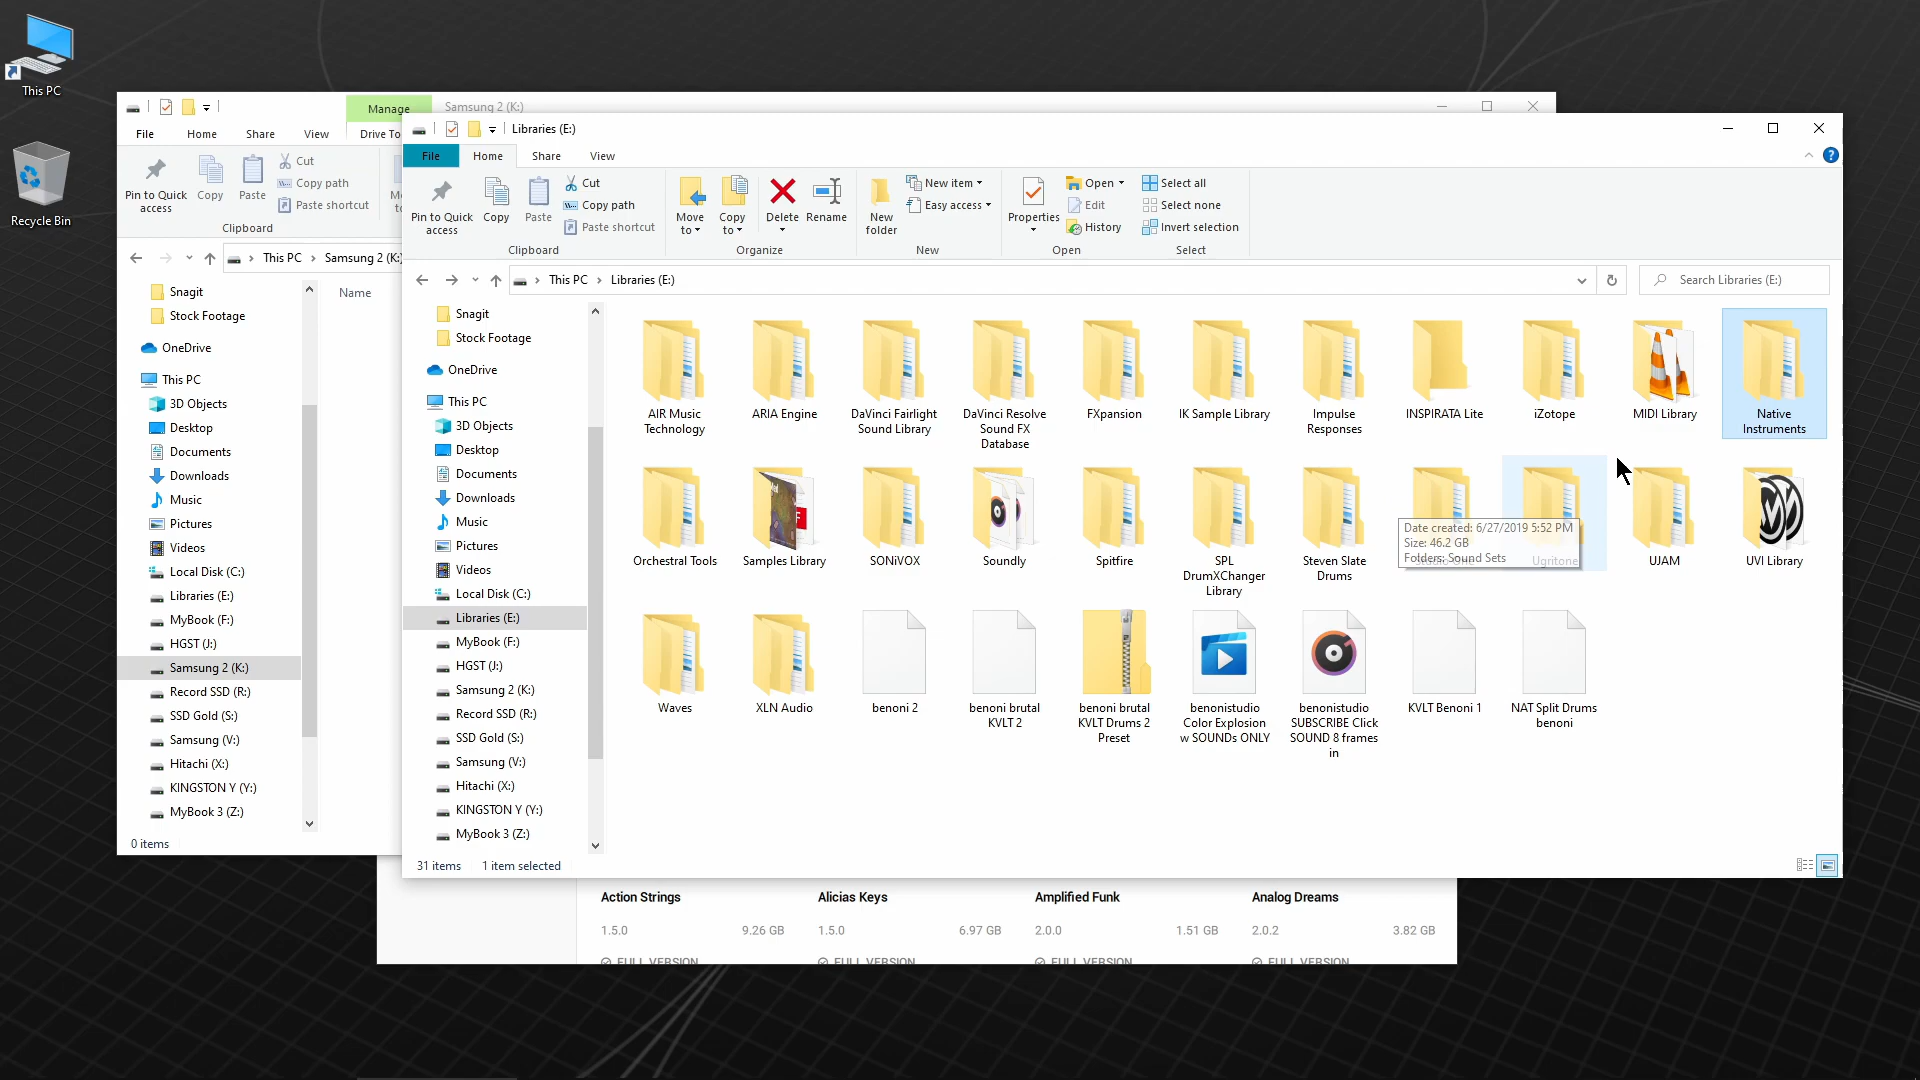 This PC
Recycle Bin
Manage
Samsung 2 (K:)
File
Home
Share
View
Drive To
Pin to Quick
access
Copy
Paste
Cut
Copy path
Paste shortcut
Clipboard
This PC
Samsung 2 (K:)
Name
Snagit
Stock Footage
OneDrive
This PC
3D Objects
Desktop
Documents
Downloads
Music
Pictures
Videos
Local Disk (C:)
Libraries (E:)
MyBook (F:)
HGST (J:)
Samsung 2 (K:)
Record SSD (R:)
SSD Gold (S:)
Samsung (V:)
Hitachi (X:)
KINGSTON Y (Y:)
MyBook 3 (Z:)
0 items
Libraries (E:)
File
Home
Share
View
Pin to Quick
access
Copy
Paste
Cut
Copy path
Paste shortcut
Clipboard
Move
to
Copy
to
Delete
Rename
Organize
New
folder
New item
Easy access
New
Properties
Open
Edit
History
Open
Select all
Select none
Invert selection
Select
This PC
Libraries (E:)
Search Libraries (E:)
Snagit
Stock Footage
OneDrive
This PC
3D Objects
Desktop
Documents
Downloads
Music
Pictures
Videos
Local Disk (C:)
Libraries (E:)
MyBook (F:)
HGST (J:)
Samsung 2 (K:)
Record SSD (R:)
SSD Gold (S:)
Samsung (V:)
Hitachi (X:)
KINGSTON Y (Y:)
MyBook 3 (Z:)
AIR Music
Technology
ARIA Engine
DaVinci Fairlight
Sound Library
DaVinci Resolve
Sound FX
Database
FXpansion
IK Sample Library
Impulse
Responses
INSPIRATA Lite
iZotope
MIDI Library
Native
Instruments
Orchestral Tools
Samples Library
SONiVOX
Soundly
Spitfire
SPL
DrumXChanger
Library
Steven Slate
Drums
Date created: 6/27/2019 5:52 PM
Size: 46.2 GB
Folders: Sound Sets
Ugritone
UJAM
UVI Library
Waves
XLN Audio
benoni 2
benoni brutal
KVLT 2
benoni brutal
KVLT Drums 2
Preset
benonistudio
Color Explosion
w SOUNDs ONLY
benonistudio
SUBSCRIBE Click
SOUND 8 frames
in
KVLT Benoni 1
NAT Split Drums
benoni
31 items
1 item selected
Action Strings
1.5.0
9.26 GB
FULL VERSION
Alicias Keys
1.5.0
6.97 GB
FULL VERSION
Amplified Funk
2.0.0
1.51 GB
FULL VERSION
Analog Dreams
2.0.2
3.82 GB
FULL VERSION